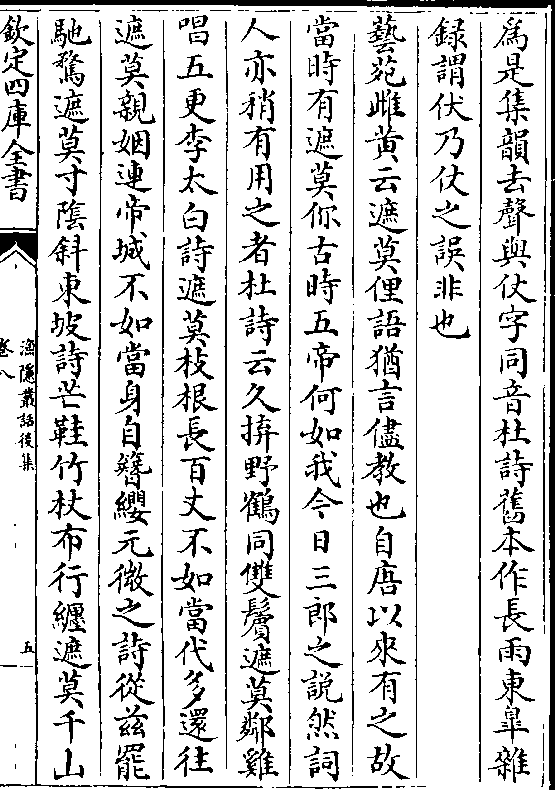 為是集韻去聲與仗字同音杜詩舊本作長雨東臯雜
録謂伏乃仗之誤非也
藝苑雌黄云遮莫俚語猶言儘教也自唐以來有之故
當時有遮莫你古時五帝何如我今日三郎之説然詞
人亦稍有用之者杜詩云久拚野鶴同雙鬢遮莫鄰雞
唱五更李太白詩遮莫枝根長百丈不如當代多還往
遮莫親姻連帝城不如當身自簪纓元微之詩從兹罷
馳騖遮莫寸隂斜東坡詩芒鞋竹杖布行纏遮莫千山
欽定四庫全書
漁隱叢話後集
卷八
五